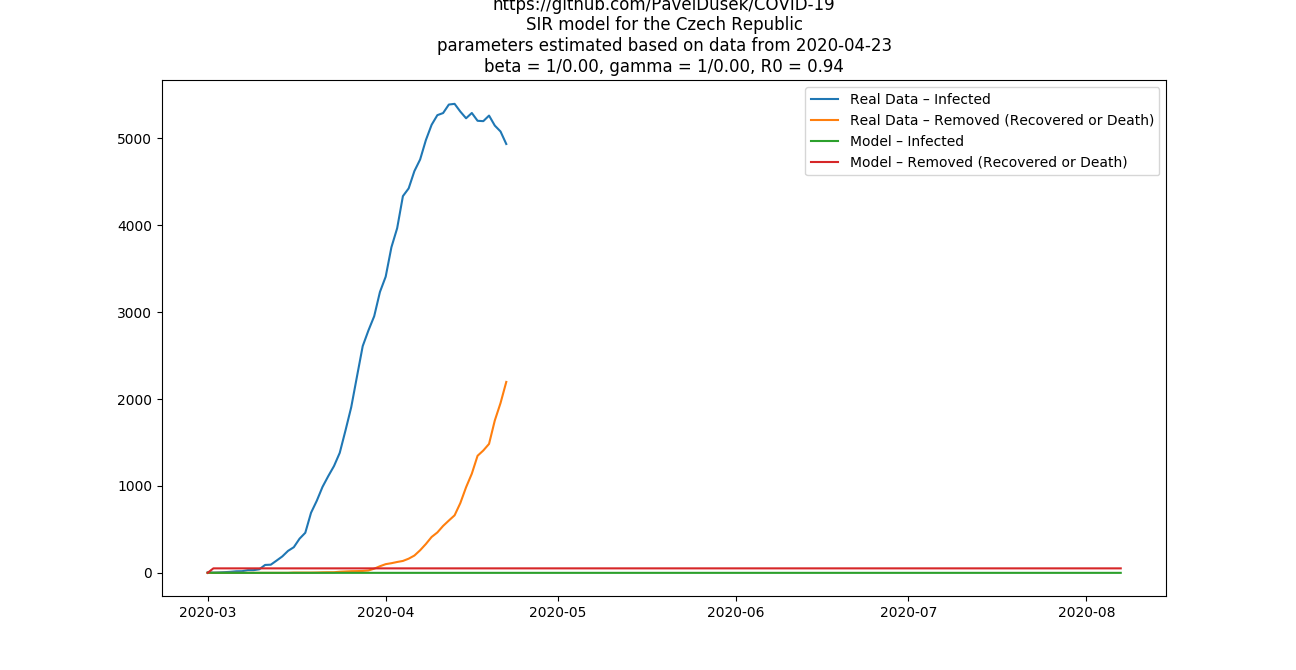 https://github.com/PavelDusek/COVID-19
SIR model for the Czech Republic
parameters estimated based on data from 2020-04-23
beta = 1/0.00, gamma = 1/0.00, R0 = 0.94
Real Data – Infected
Real Data – Removed (Recovered or Death)
Model – Infected
Model – Removed (Recovered or Death)
5000
4000
3000
2000
1000
0
2020-03
2020-04
2020-05
2020-06
2020-07
2020-08